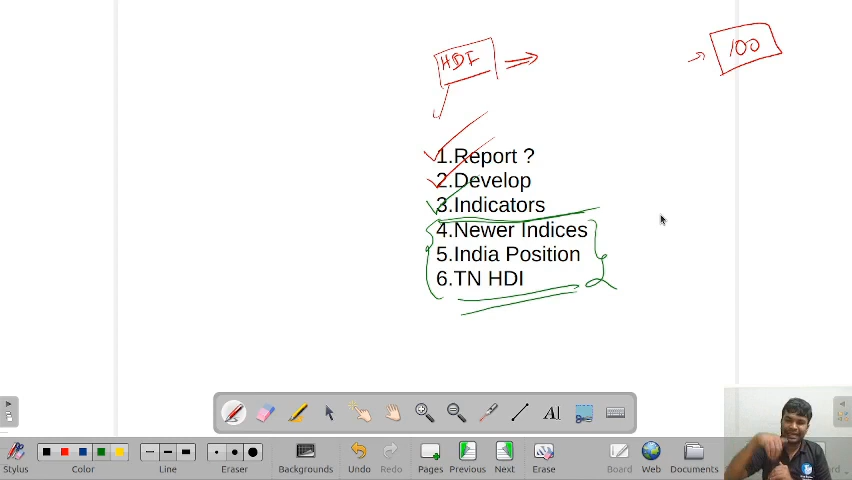 HDI
100
1.Report ?
2.Develop
3.Indicators
4.Newer Indices
5.India Position
6.TN HDI
Stylus
Color
Line
Eraser
Backgrounds
Undo
Redo
Pages
Previous
Next
Erase
Board
Web
Documents